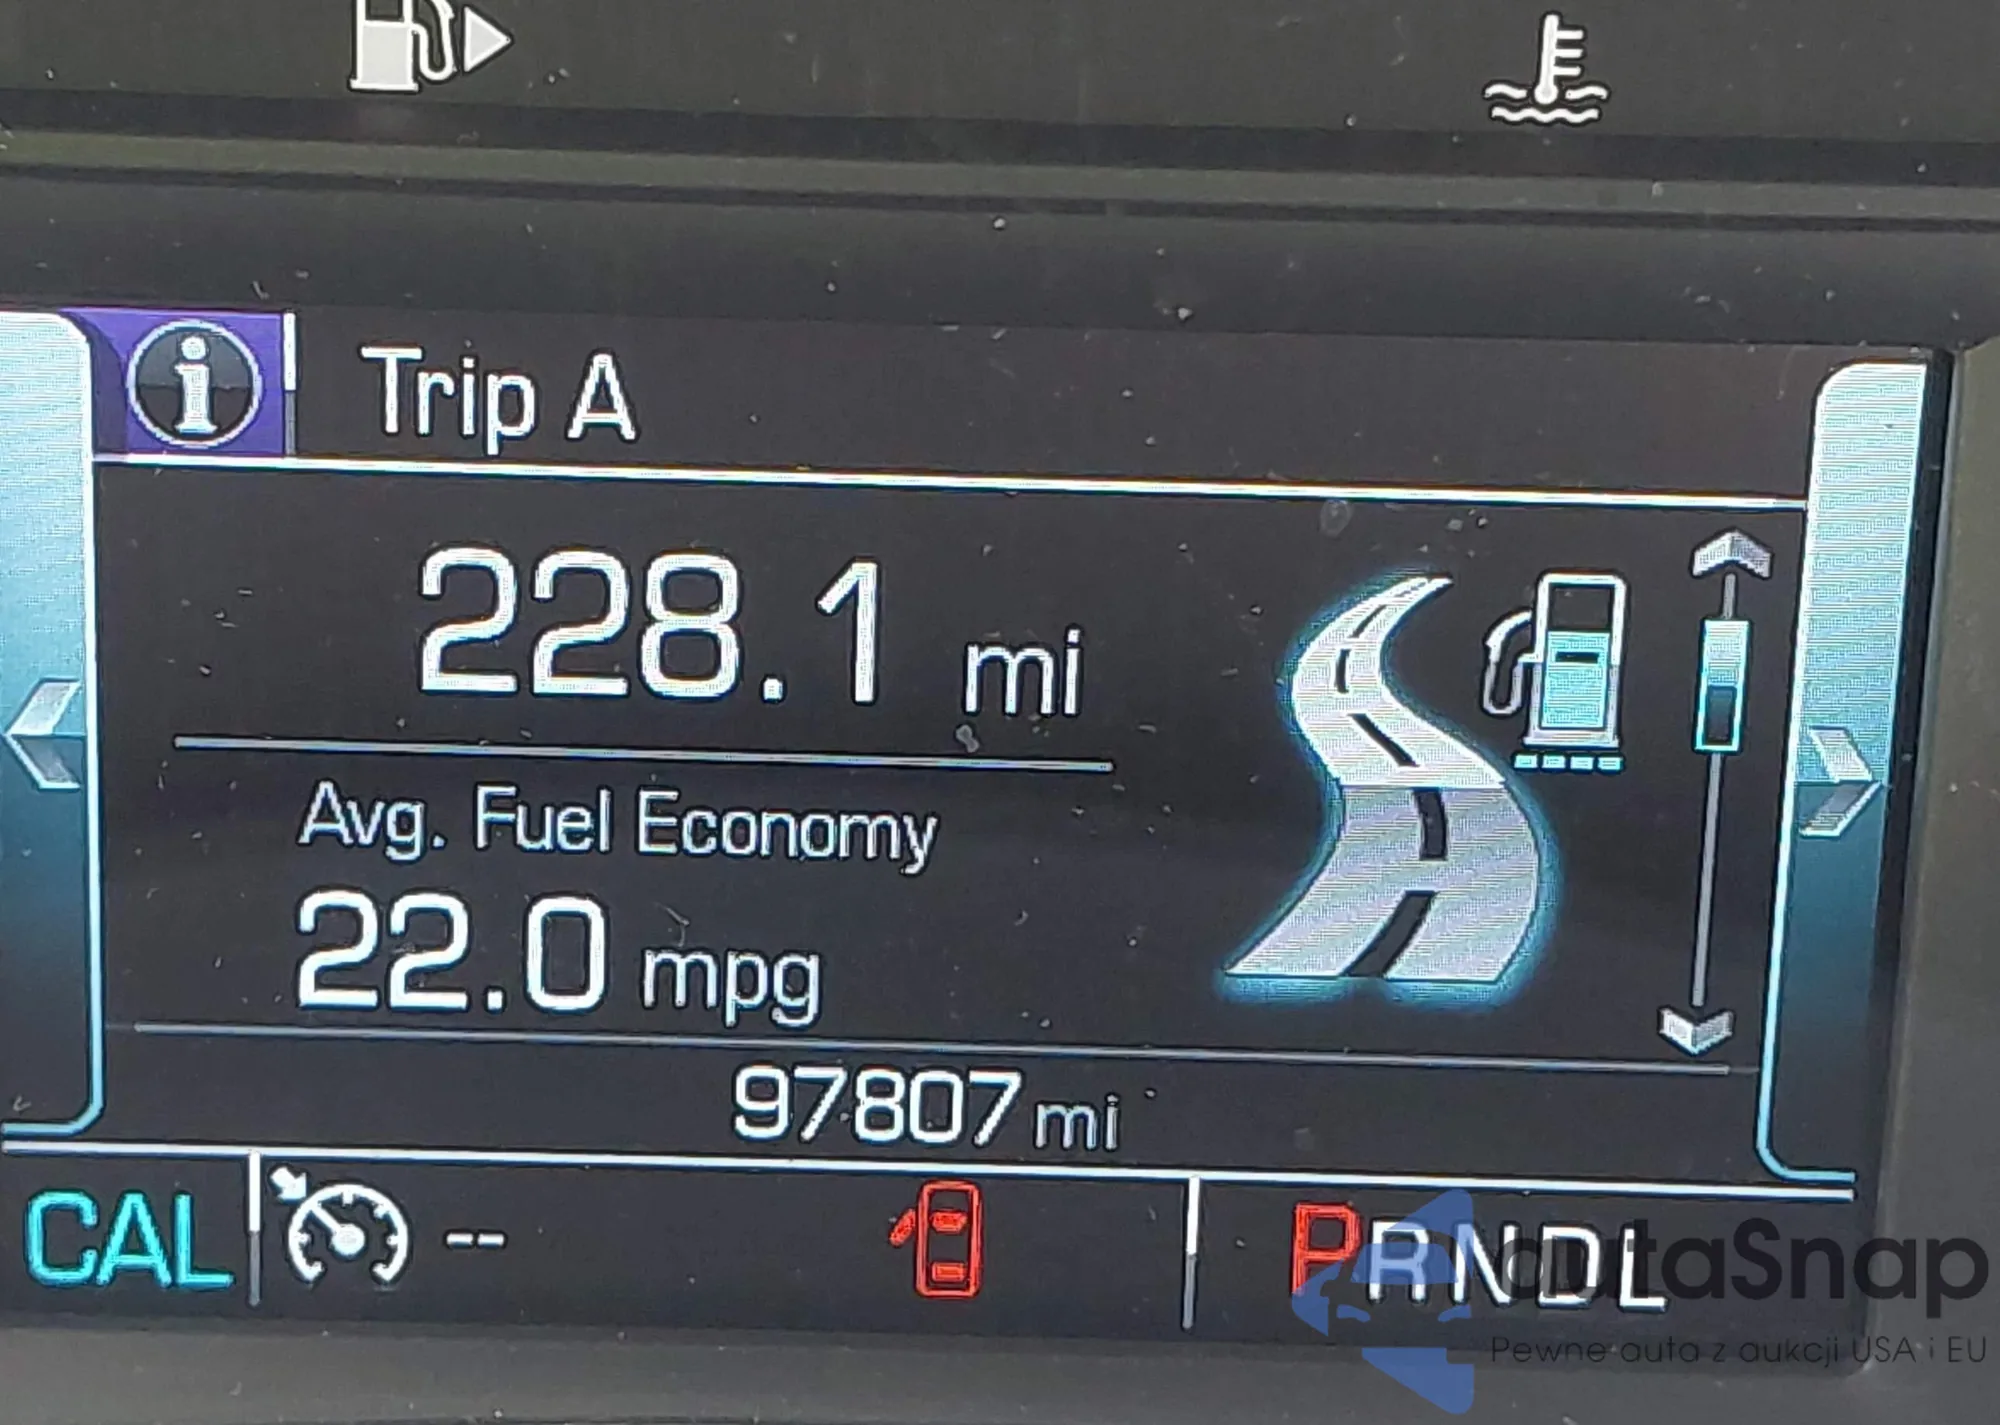 Trip A
228.1 mi
Avg. Fuel Economy
22.0 mpg
97807 mi
CAL -- PRNDL
autaSnap
Pewne auta z aukcji USA i EU